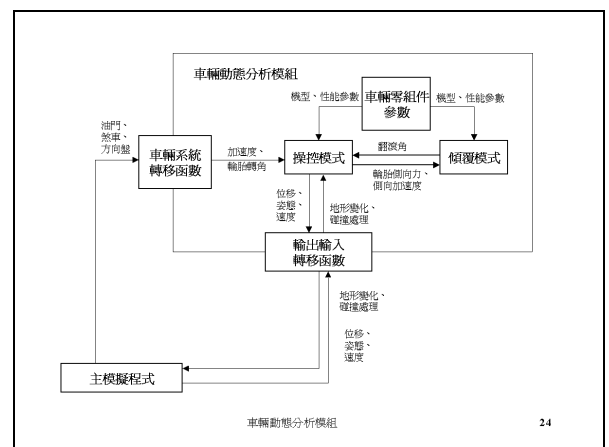 車輛動態分析模組
機型、性能參數
車輛零組件
參數
機型、性能參數
油門、
煞車、
方向盤
車輛系統
轉移函數
加速度、
輪胎轉角
操控模式
翻滾角
傾覆模式
輪胎側向力、
側向加速度
位移、
姿態、
速度
地形變化、
碰撞處理
輸出輸入
轉移函數
地形變化、
碰撞處理
位移、
姿態、
速度
主模擬程式
車輛動態分析模組
24